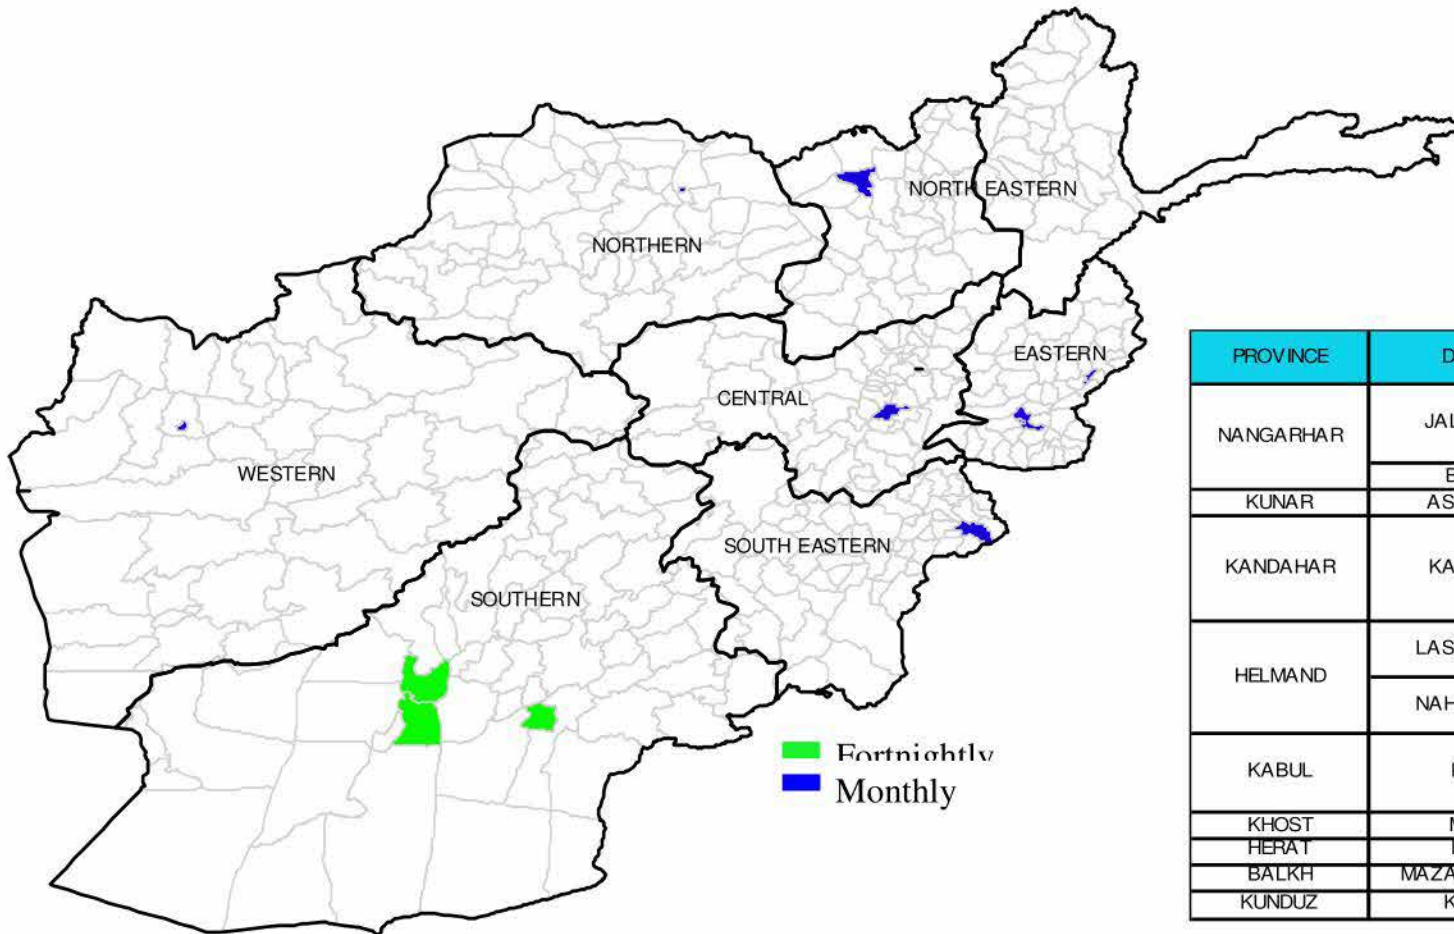 NORTH EASTERN
NORTHERN
EASTERN
CENTRAL
WESTERN
SOUTH EASTERN
SOUTHERN
Fortnightly
Monthly
PROVINCE
NANGARHAR
KUNAR
KANDAHAR
HELMAND
KABUL
KHOST
HERAT
BALKH
KUNDUZ